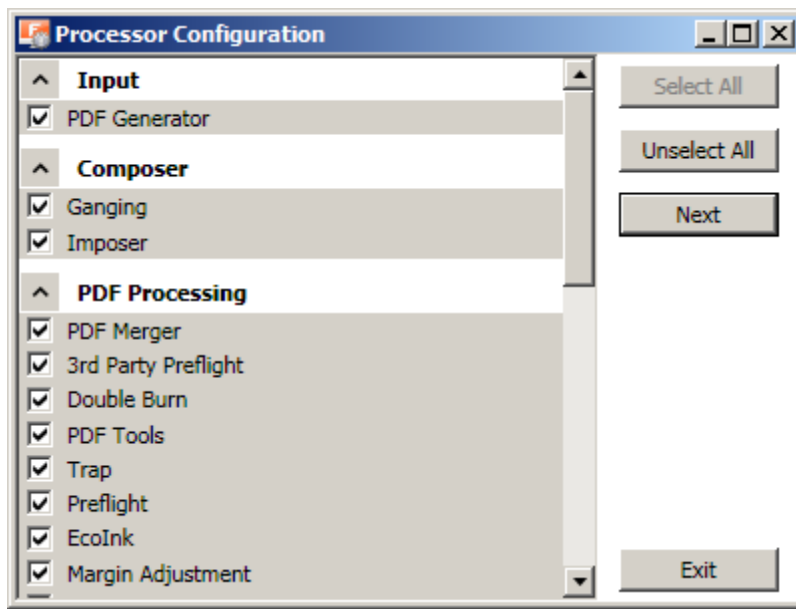 Processor Configuration
Input
PDF Generator
Composer
Ganging
Imposer
PDF Processing
PDF Merger
3rd Party Preflight
Double Burn
PDF Tools
Trap
Preflight
EcoInk
Margin Adjustment
Select All
Unselect All
Next
Exit